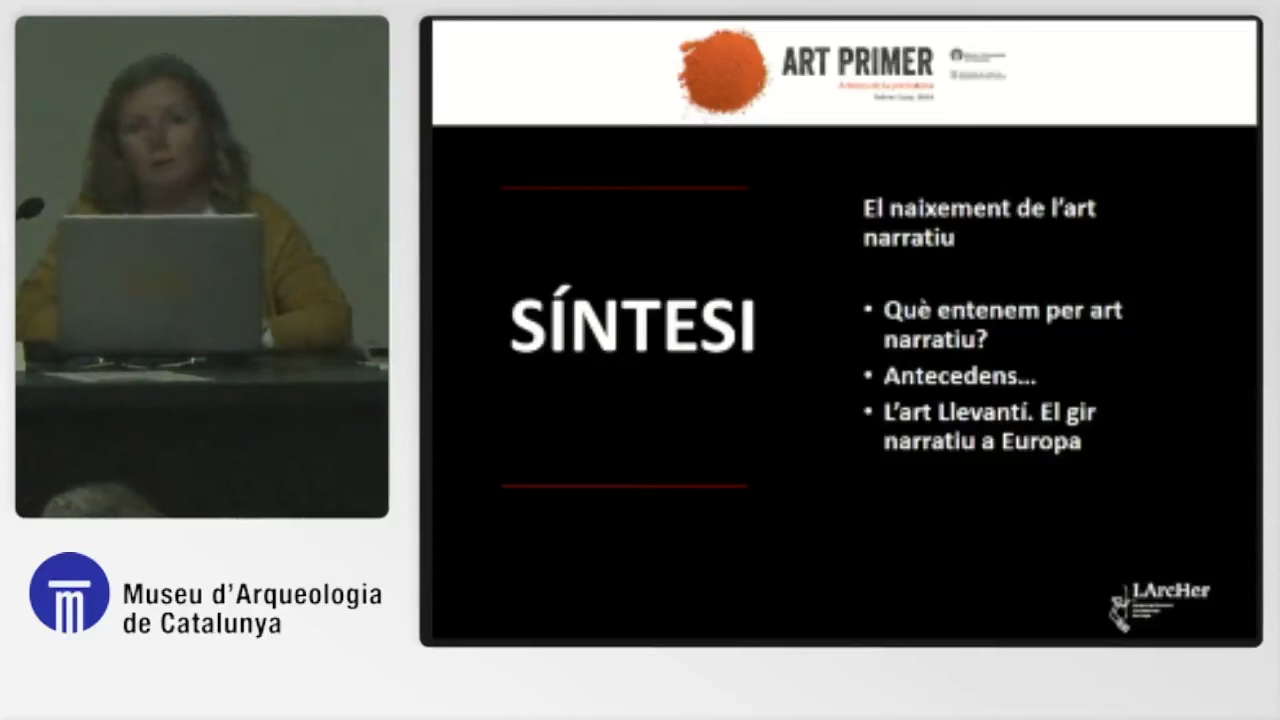 ART PRIMER
SÍNTESI
El naixement de l'art
narratiu
• Què entenem per art
narratiu?
• Antecedens...
• L'art Llevantí. El gir
narratiu a Europa
LArcHer
Museu d'Arqueologia
de Catalunya